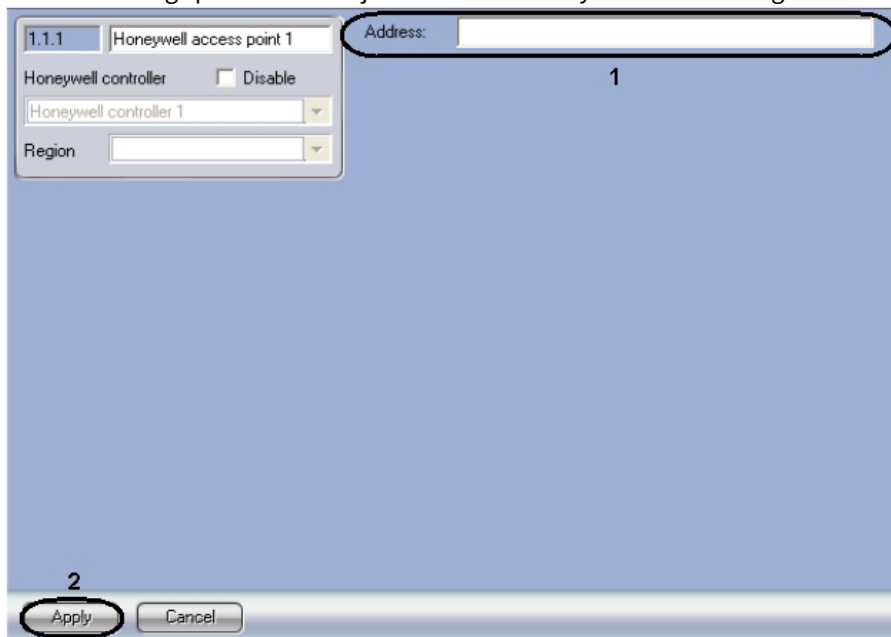 1.1.1 Honeywell access point 1 Address:
1
Honeywell controller Disable
Honeywell controller 1
Region
2
Apply Cancel